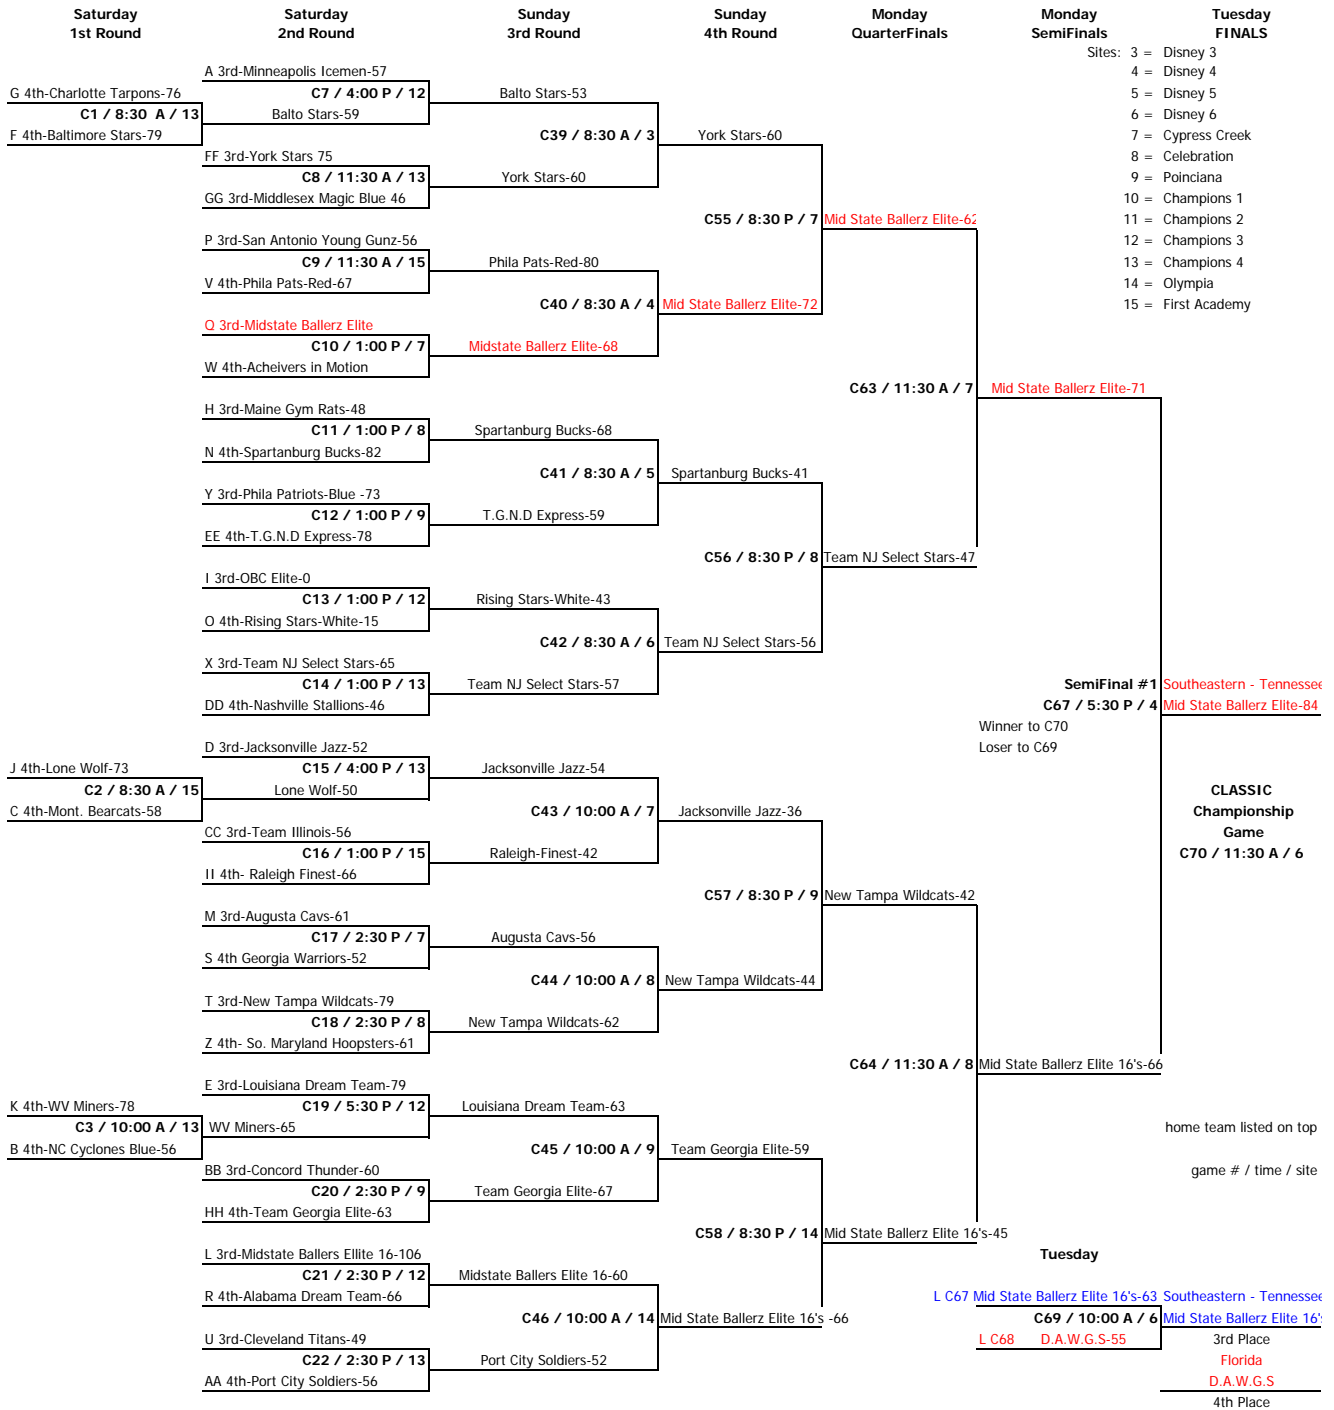 Saturday Saturday Sunday Sunday Monday Monday Tuesday
1st Round 2nd Round 3rd Round 4th Round QuarterFinals SemiFinals FINALS
Sites: 3 = Disney 3
A 3rd-Minneapolis Icemen-57 4 = Disney 4
G 4th-Charlotte Tarpons-76 C7 / 4:00 P / 12 Balto Stars-53 5 = Disney 5
C1 / 8:30 A / 13 Balto Stars-59 6 = Disney 6
F 4th-Baltimore Stars-79 C39 / 8:30 A / 3 York Stars-60 7 = Cypress Creek
FF 3rd-York Stars 75 8 = Celebration
C8 / 11:30 A / 13 York Stars-60 9 = Poinciana
GG 3rd-Middlesex Magic Blue 46 10 = Champions 1
C55 / 8:30 P / 7 Mid State Ballerz Elite-62 11 = Champions 2
P 3rd-San Antonio Young Gunz-56 12 = Champions 3
C9 / 11:30 A / 15 Phila Pats-Red-80 13 = Champions 4
V 4th-Phila Pats-Red-67 14 = Olympia
C40 / 8:30 A / 4 Mid State Ballerz Elite-72 15 = First Academy
Q 3rd-Midstate Ballerz Elite
C10 / 1:00 P / 7 Midstate Ballerz Elite-68
W 4th-Acheivers in Motion
C63 / 11:30 A / 7 Mid State Ballerz Elite-71
H 3rd-Maine Gym Rats-48
C11 / 1:00 P / 8 Spartanburg Bucks-68
N 4th-Spartanburg Bucks-82
C41 / 8:30 A / 5 Spartanburg Bucks-41
Y 3rd-Phila Patriots-Blue -73
C12 / 1:00 P / 9 T.G.N.D Express-59
EE 4th-T.G.N.D Express-78
C56 / 8:30 P / 8 Team NJ Select Stars-47
I 3rd-OBC Elite-0
C13 / 1:00 P / 12 Rising Stars-White-43
O 4th-Rising Stars-White-15
C42 / 8:30 A / 6 Team NJ Select Stars-56
X 3rd-Team NJ Select Stars-65
C14 / 1:00 P / 13 Team NJ Select Stars-57 SemiFinal #1 Southeastern - Tennessee
DD 4th-Nashville Stallions-46 C67 / 5:30 P / 4 Mid State Ballerz Elite-84
Winner to C70
D 3rd-Jacksonville Jazz-52 Loser to C69
J 4th-Lone Wolf-73 C15 / 4:00 P / 13 Jacksonville Jazz-54
C2 / 8:30 A / 15 Lone Wolf-50 CLASSIC
C 4th-Mont. Bearcats-58 C43 / 10:00 A / 7 Jacksonville Jazz-36 Championship
CC 3rd-Team Illinois-56 Game
C16 / 1:00 P / 15 Raleigh-Finest-42 C70 / 11:30 A / 6
II 4th- Raleigh Finest-66
C57 / 8:30 P / 9 New Tampa Wildcats-42
M 3rd-Augusta Cavs-61
C17 / 2:30 P / 7 Augusta Cavs-56
S 4th Georgia Warriors-52
C44 / 10:00 A / 8 New Tampa Wildcats-44
T 3rd-New Tampa Wildcats-79
C18 / 2:30 P / 8 New Tampa Wildcats-62
Z 4th- So. Maryland Hoopsters-61
C64 / 11:30 A / 8 Mid State Ballerz Elite 16's-66
E 3rd-Louisiana Dream Team-79
K 4th-WV Miners-78 C19 / 5:30 P / 12 Louisiana Dream Team-63
C3 / 10:00 A / 13 WV Miners-65 home team listed on top
B 4th-NC Cyclones Blue-56 C45 / 10:00 A / 9 Team Georgia Elite-59
BB 3rd-Concord Thunder-60 game # / time / site
C20 / 2:30 P / 9 Team Georgia Elite-67
HH 4th-Team Georgia Elite-63
C58 / 8:30 P / 14 Mid State Ballerz Elite 16's-45
L 3rd-Midstate Ballers Ellite 16-106 Tuesday
C21 / 2:30 P / 12 Midstate Ballers Elite 16-60
R 4th-Alabama Dream Team-66 L C67 Mid State Ballerz Elite 16's-63 Southeastern - Tennessee
C46 / 10:00 A / 14 Mid State Ballerz Elite 16's -66 C69 / 10:00 A / 6 Mid State Ballerz Elite 16's
U 3rd-Cleveland Titans-49 L C68 D.A.W.G.S-55 3rd Place
C22 / 2:30 P / 13 Port City Soldiers-52 Florida
AA 4th-Port City Soldiers-56 D.A.W.G.S
4th Place